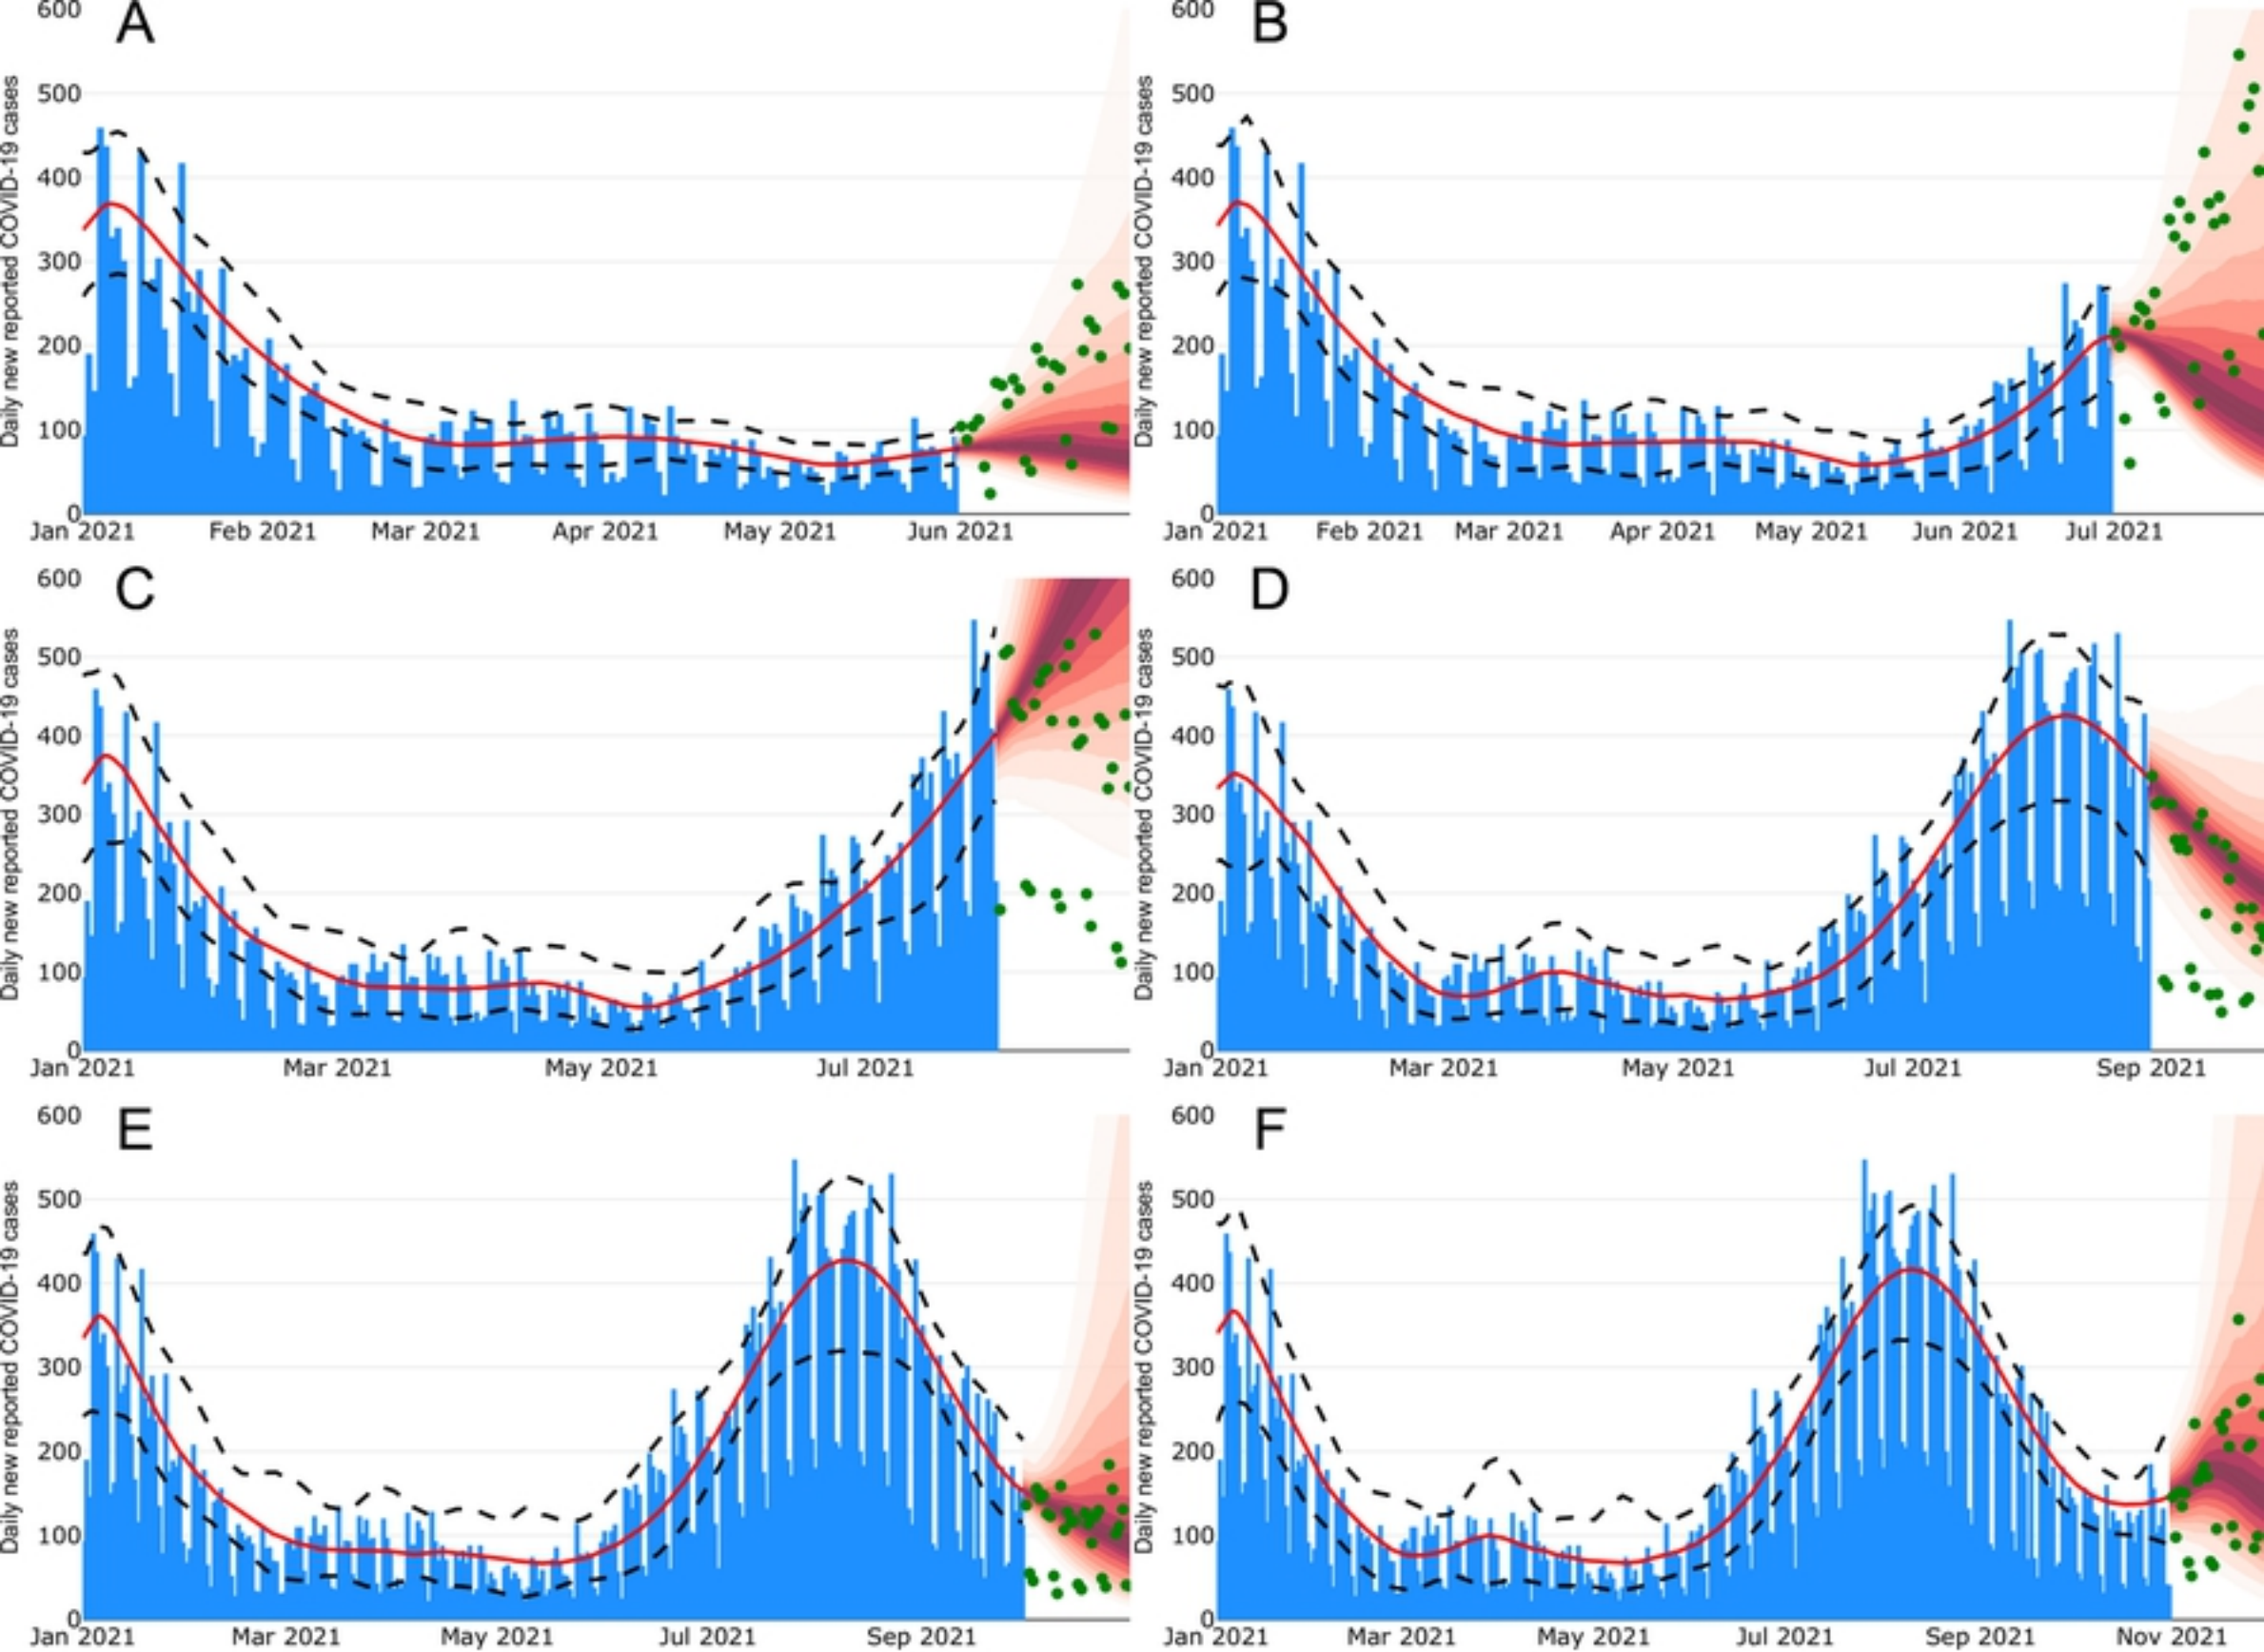 A
600
500
400
300
200
100
0
Daily new reported COVID-19 cases
Jan 2021 Feb 2021 Mar 2021 Apr 2021 May 2021 Jun 2021
B
600
500
400
300
200
100
0
Daily new reported COVID-19 cases
Jan 2021 Feb 2021 Mar 2021 Apr 2021 May 2021 Jun 2021 Jul 2021
C
600
500
400
300
200
100
0
Daily new reported COVID-19 cases
Jan 2021 Mar 2021 May 2021 Jul 2021
D
600
500
400
300
200
100
0
Daily new reported COVID-19 cases
Jan 2021 Mar 2021 May 2021 Jul 2021 Sep 2021
E
600
500
400
300
200
100
0
Daily new reported COVID-19 cases
Jan 2021 Mar 2021 May 2021 Jul 2021 Sep 2021
F
600
500
400
300
200
100
0
Daily new reported COVID-19 cases
Jan 2021 Mar 2021 May 2021 Jul 2021 Sep 2021 Nov 2021